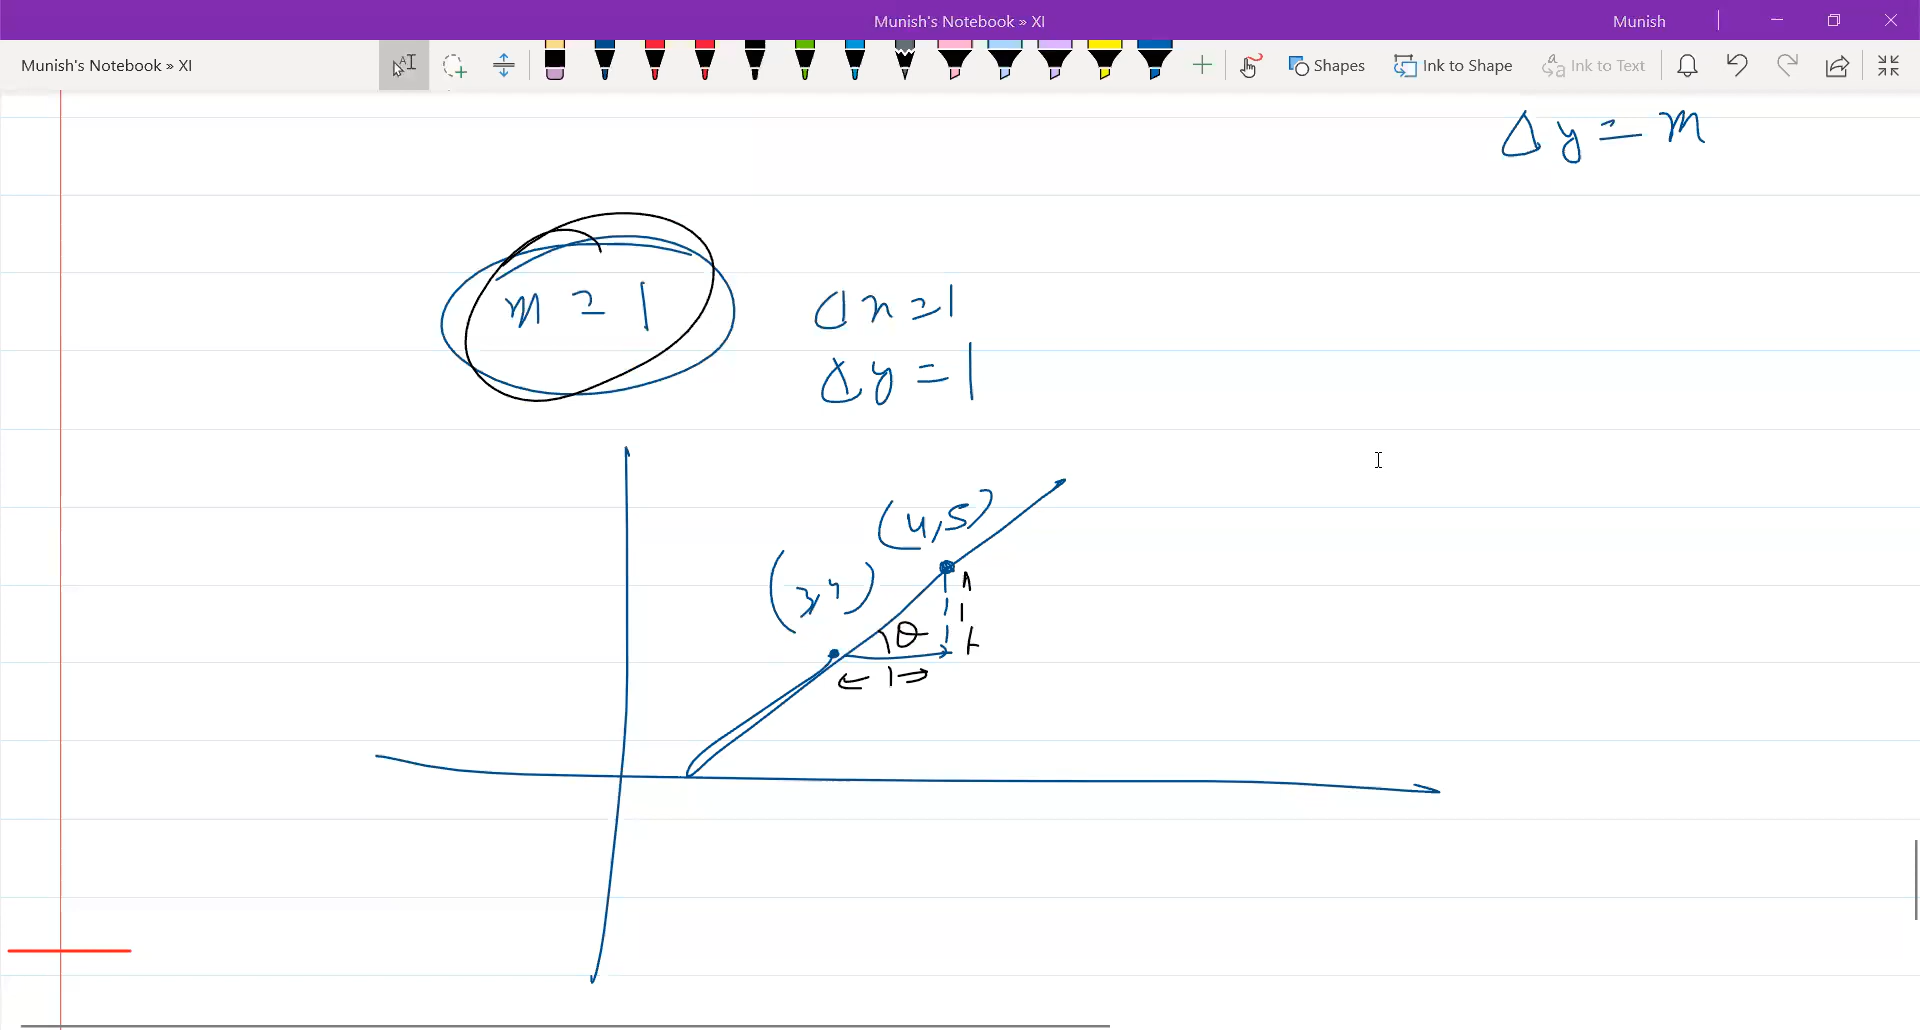 Munish's Notebook » XI
Munish
Munish's Notebook » XI
Shapes
Ink to Shape
Ink to Text
Δy = m
m = 1
Δx = 1
Δy = 1
(4,5)
(3,4)
θ
1
1